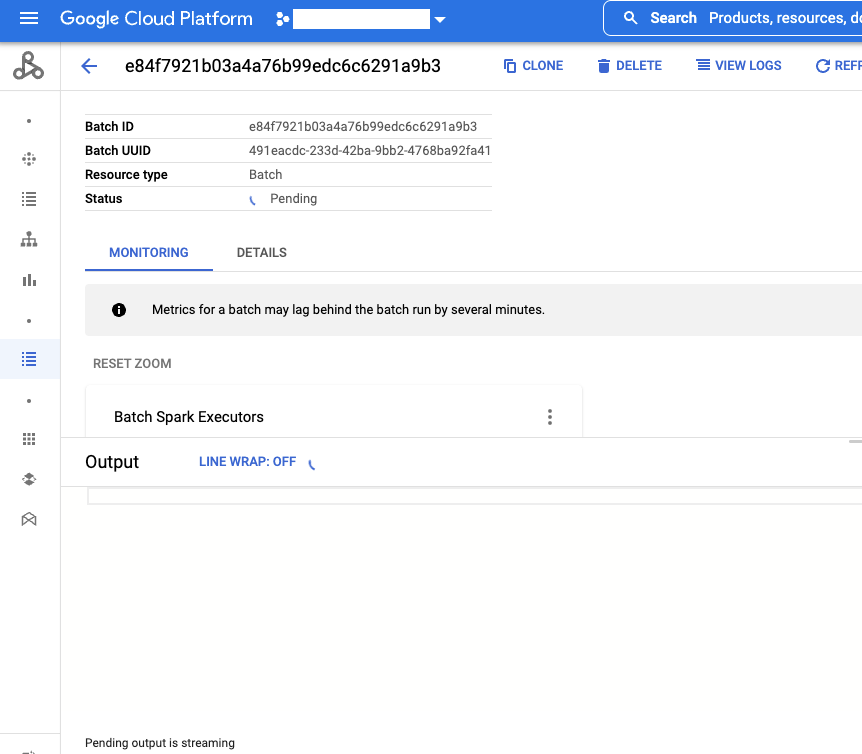 Google Cloud Platform
Search Products, resources, do
e84f7921b03a4a76b99edc6c6291a9b3
CLONE
DELETE
VIEW LOGS
REFR
Batch ID e84f7921b03a4a76b99edc6c6291a9b3
Batch UUID 491eacdc-233d-42ba-9bb2-4768ba92fa41
Resource type Batch
Status Pending
MONITORING DETAILS
Metrics for a batch may lag behind the batch run by several minutes.
RESET ZOOM
Batch Spark Executors
Output LINE WRAP: OFF
Pending output is streaming